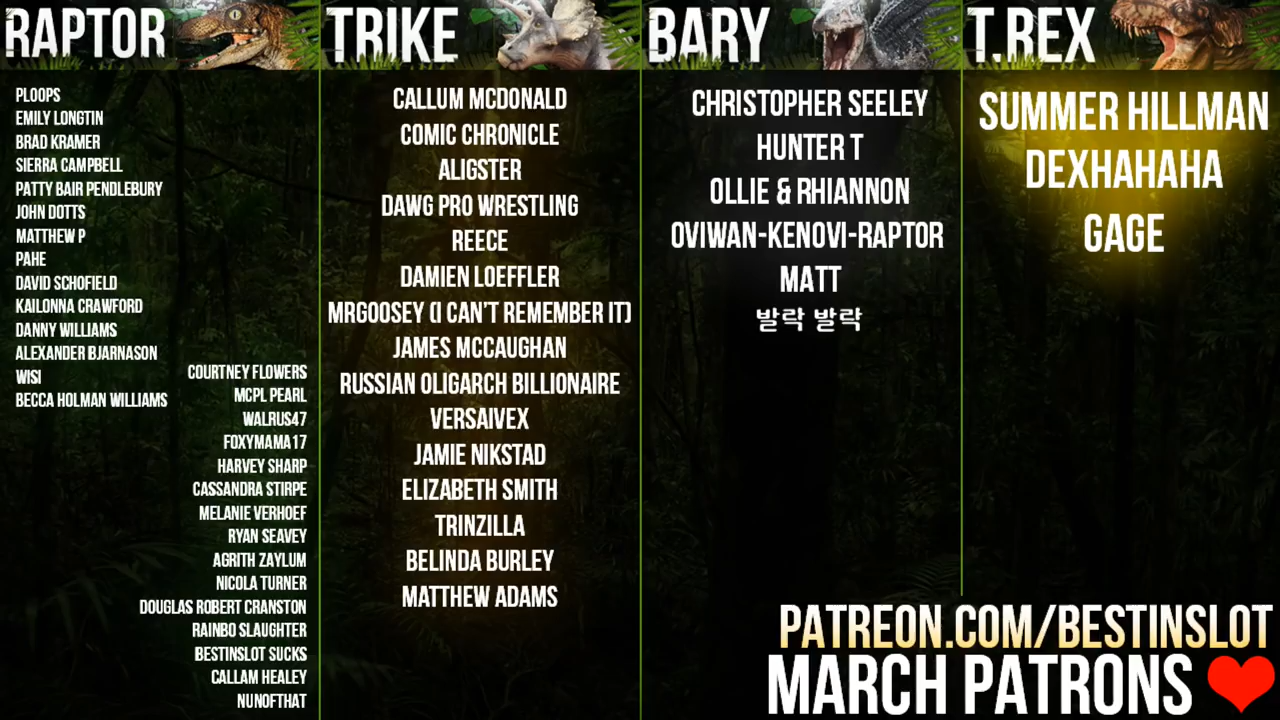 RAPTOR
PLOOPS
EMILY LONGTIN
BRAD KRAMER
SIERRA CAMPBELL
PATTY BAIR PENDLEBURY
JOHN DOTTS
MATTHEW P
PAHE
DAVID SCHOFIELD
KAILONNA CRAWFORD
DANNY WILLIAMS
ALEXANDER BJARNASON
WISI
BECCA HOLMAN WILLIAMS
COURTNEY FLOWERS
MCPL PEARL
WALRUS47
FOXYMAMA17
HARVEY SHARP
CASSANDRA STIRPE
MELANIE VERHOEF
RYAN SEAVEY
AGRITH ZAYLUM
NICOLA TURNER
DOUGLAS ROBERT CRANSTON
RAINBO SLAUGHTER
BESTINSLOT SUCKS
CALLAM HEALEY
NUNOFTHAT
TRIKE
CALLUM MCDONALD
COMIC CHRONICLE
ALIGSTER
DAWG PRO WRESTLING
REECE
DAMIEN LOEFFLER
MRGOOSEY (I CAN'T REMEMBER IT)
JAMES MCCAUGHAN
RUSSIAN OLIGARCH BILLIONAIRE
VERSAIVEX
JAMIE NIKSTAD
ELIZABETH SMITH
TRINZILLA
BELINDA BURLEY
MATTHEW ADAMS
BARY
CHRISTOPHER SEELEY
HUNTER T
OLLIE & RHIANNON
OVIWAN-KENOVI-RAPTOR
MATT
발락 발락
T.REX
SUMMER HILLMAN
DEXHAHAHA
GAGE
PATREON.COM/BESTINSLOT
MARCH PATRONS